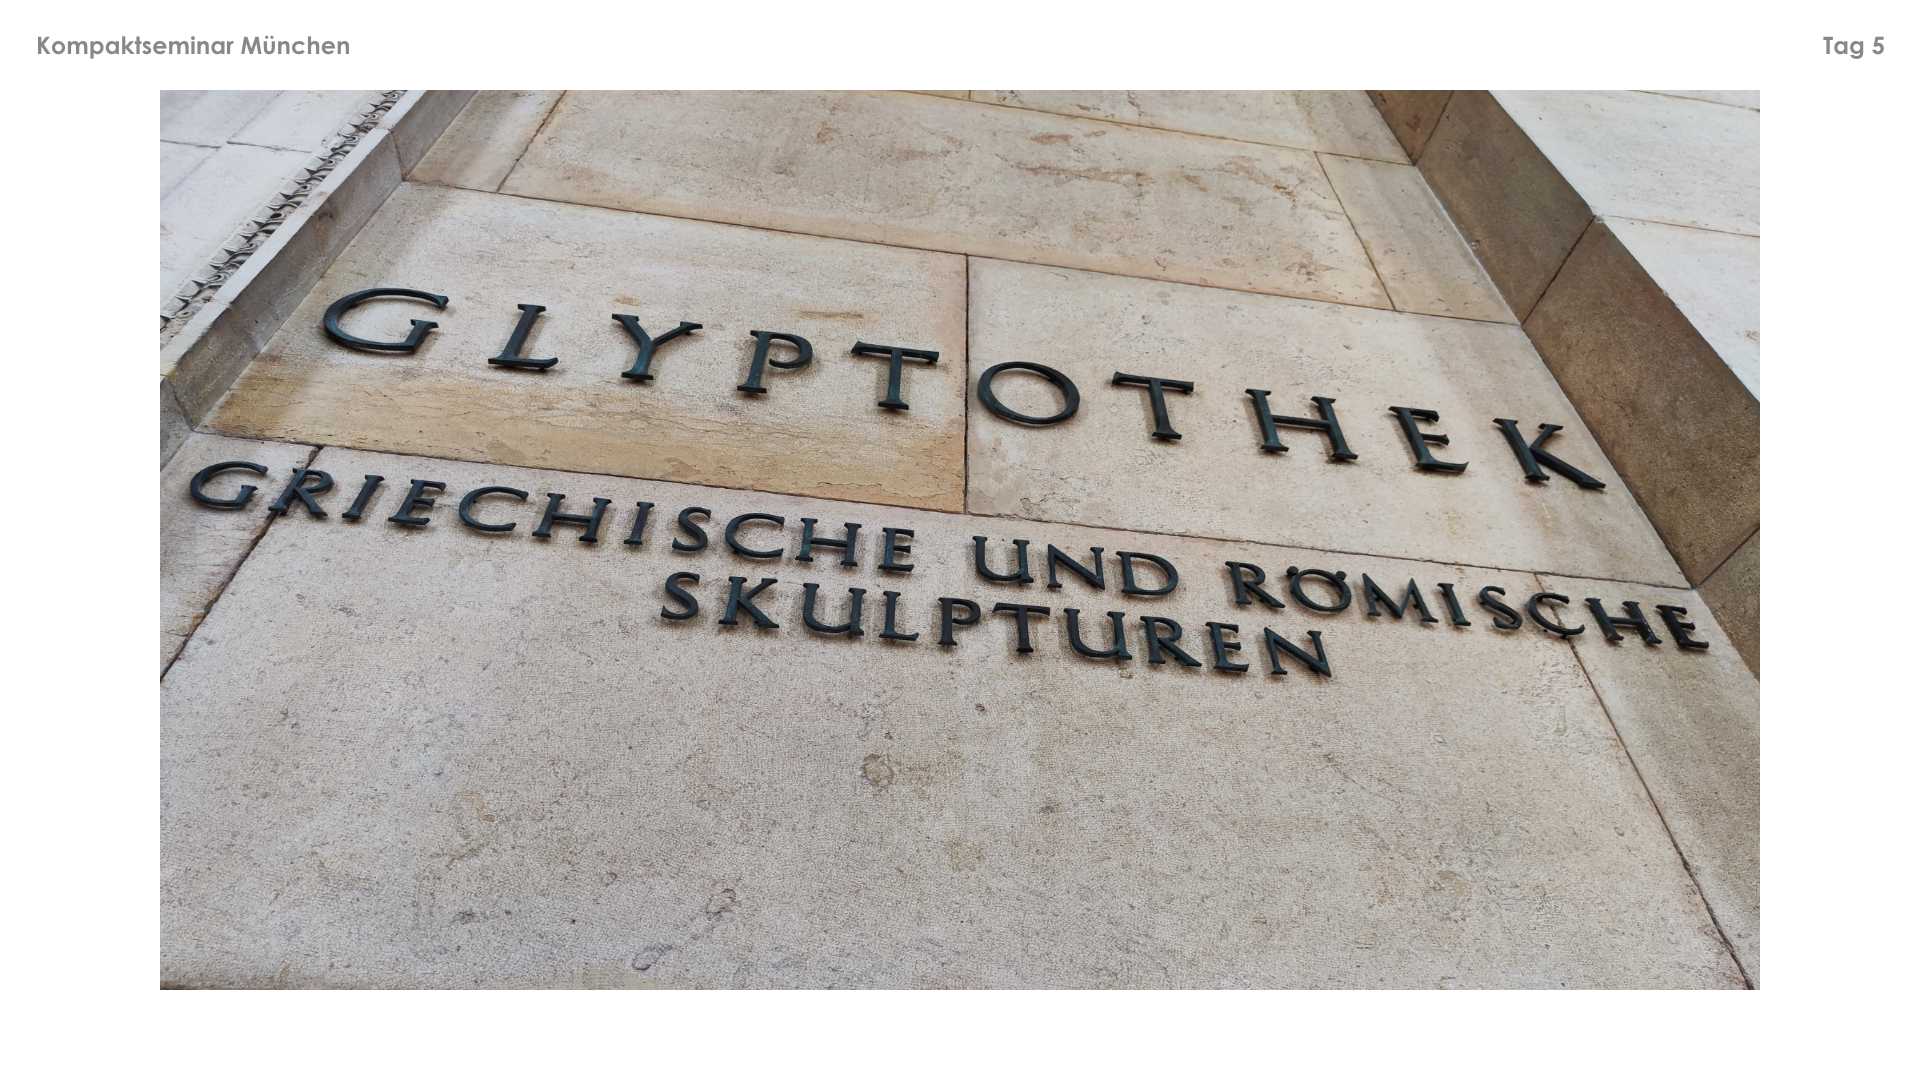 Kompaktseminar München
Tag 5
GLYPTOTHEK
GRIECHISCHE UND RÖMISCHE
SKULPTUREN